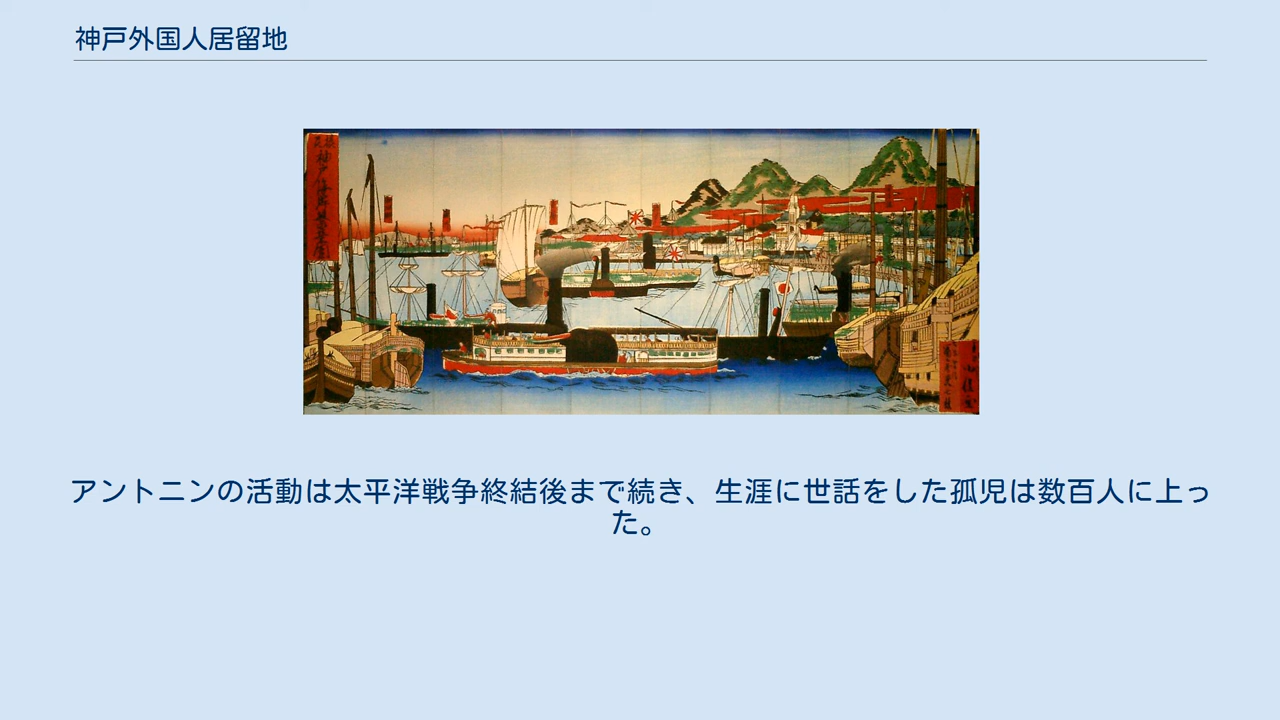 神戸外国人居留地
アントニンの活動は太平洋戦争終結後まで続き、生涯に世話をした孤児は数百人に上っ
た。